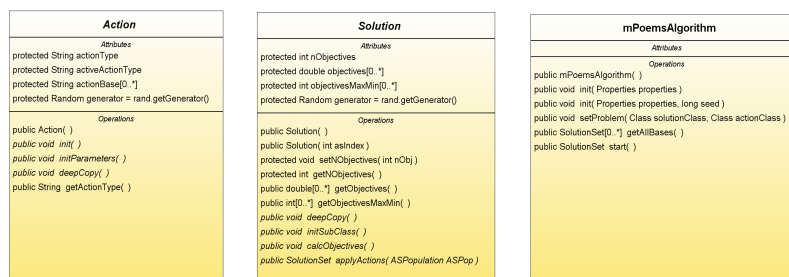 Action
Attributes
protected String actionType
protected String activeActionType
protected String actionBase[0..*]
protected Random generator = rand.getGenerator()
Operations
public Action( )
public void init( )
public void initParameters( )
public void deepCopy( )
public String getActionType( )
Solution
Attributes
protected int nObjectives
protected double objectives[0..*]
protected int objectivesMaxMin[0..*]
protected Random generator = rand.getGenerator()
Operations
public Solution( )
public Solution( int asIndex )
protected void setNObjectives( int nObj )
protected int getNObjectives( )
public double[0..*] getObjectives( )
public int[0..*] getObjectivesMaxMin( )
public void deepCopy( )
public void initSubClass( )
public void calcObjectives( )
public SolutionSet applyActions( ASPopulation ASPop )
mPoemsAlgorithm
Attributes
Operations
public mPoemsAlgorithm( )
public void init( Properties properties )
public void init( Properties properties, long seed )
public void setProblem( Class solutionClass, Class actionClass )
public SolutionSet[0..*] getAllBases( )
public SolutionSet start( )